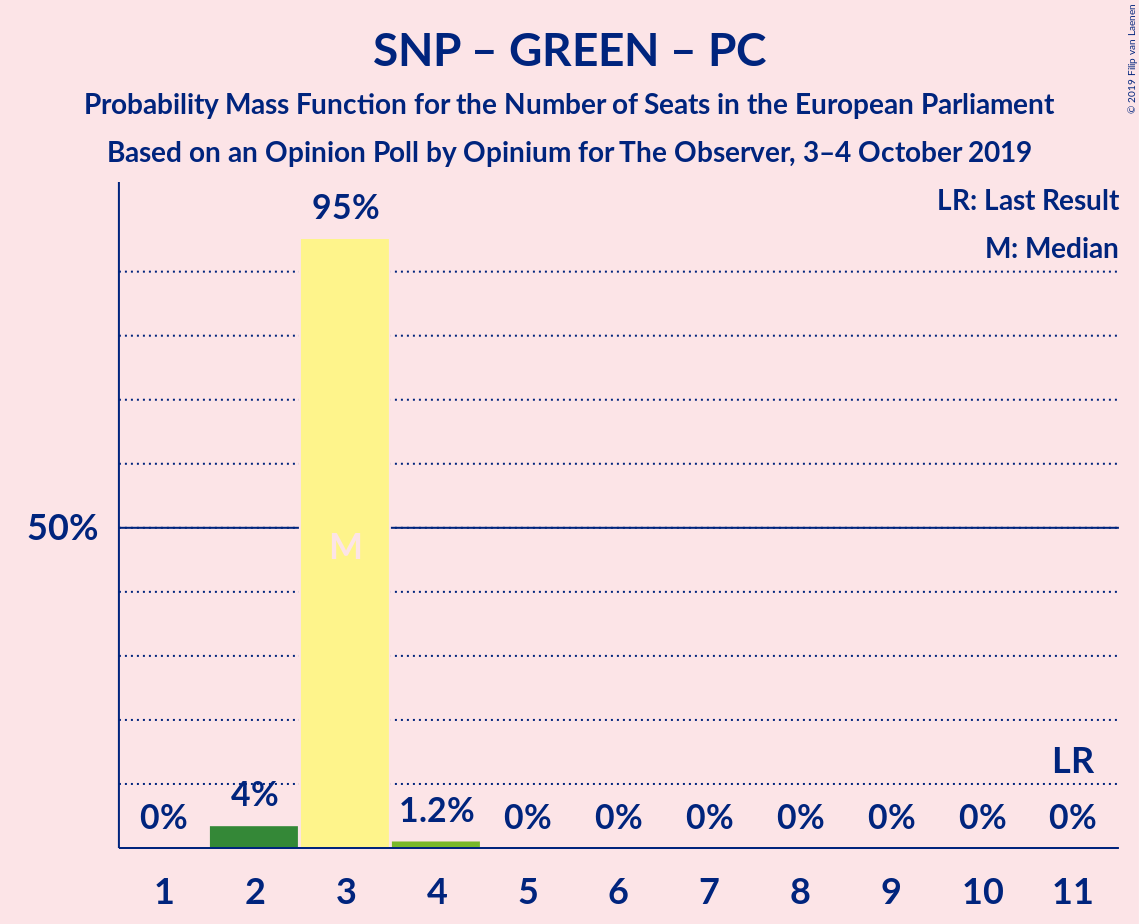 SNP – GREEN – PC
Probability Mass Function for the Number of Seats in the European Parliament
Based on an Opinion Poll by Opinium for The Observer, 3–4 October 2019
© 2019 Filip van Laenen
LR: Last Result
M: Median
95%
50%
M
LR
0% 4% 1.2% 0% 0% 0% 0% 0% 0% 0%
1 2 3 4 5 6 7 8 9 10 11